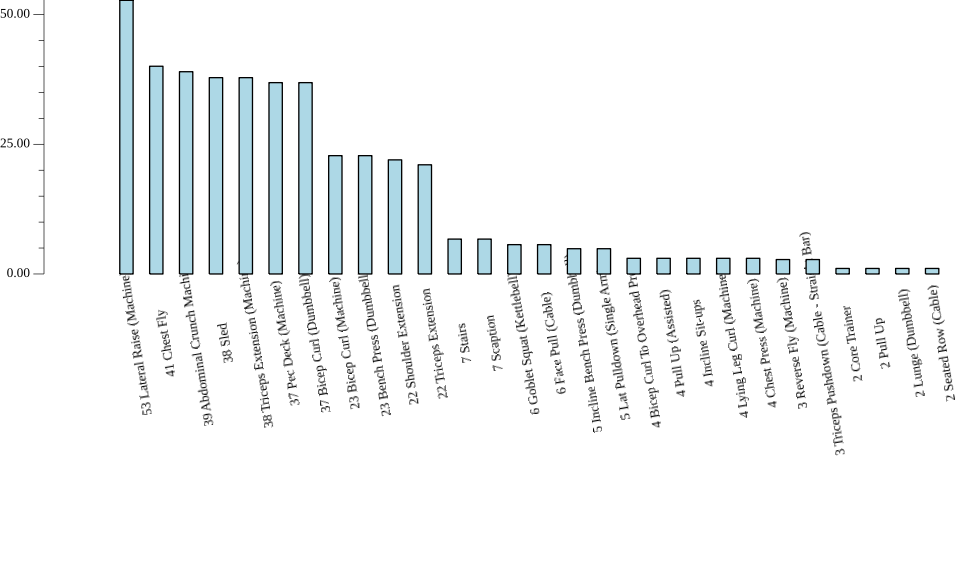 50.00
25.00
0.00
53 Lateral Raise (Machine
41 Chest Fly
39 Abdominal Crunch Machi
38 Sled
38 Triceps Extension (Machin
37 Pec Deck (Machine)
37 Bicep Curl (Dumbbell)
23 Bicep Curl (Machine)
23 Bench Press (Dumbbell
22 Shoulder Extension
22 Triceps Extension
7 Stairs
7 Scaption
6 Goblet Squat (Kettlebell
6 Face Pull (Cable)
5 Incline Bench Press (Dumbbell)
5 Lat Pulldown (Single Arm
4 Bicep Curl To Overhead Pr
4 Pull Up (Assisted)
4 Incline Sit-ups
4 Lying Leg Curl (Machine
4 Chest Press (Machine)
3 Reverse Fly (Machine)
3 Triceps Pushdown (Cable - Straight Bar)
2 Core Trainer
2 Pull Up
2 Lunge (Dumbbell)
2 Seated Row (Cable)